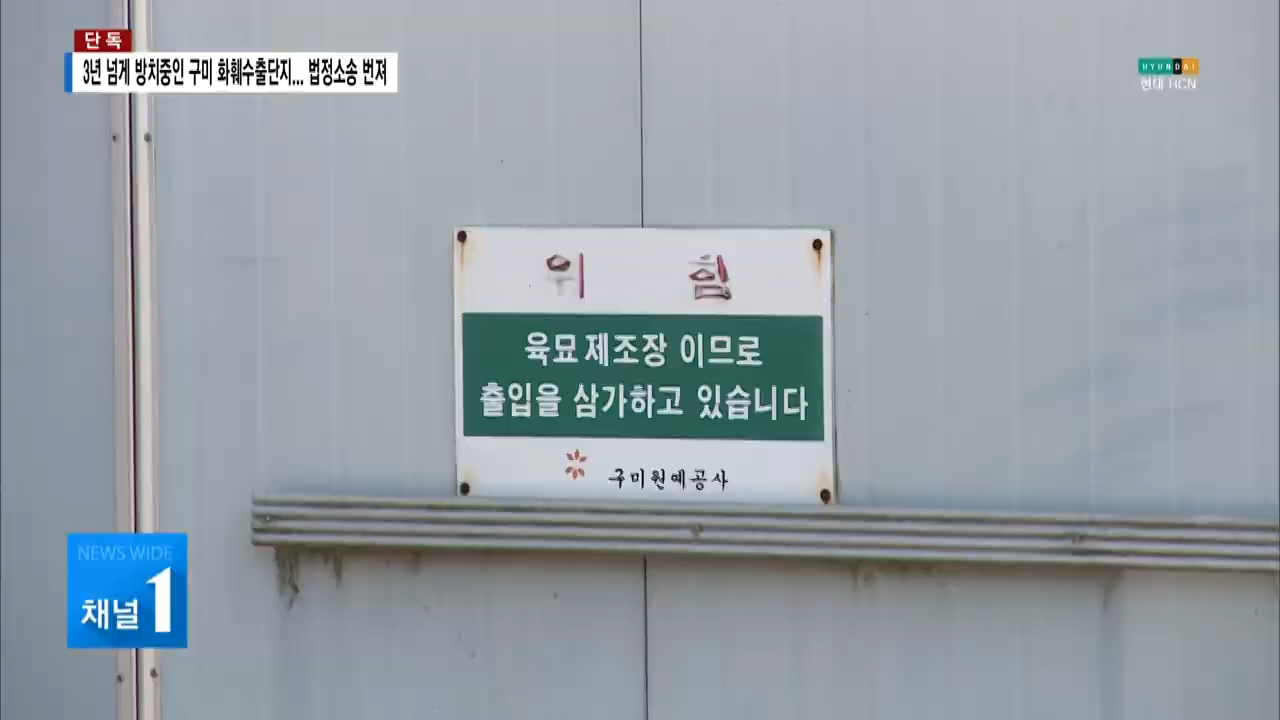 단독
3년 넘게 방치중인 구미 화훼수출단지... 법정소송 번져
HYUNDAI
현대 HCN
위 험
육묘제조장 이므로
출입을 삼가하고 있습니다
구미원예공사
NEWS WIDE
채널 1